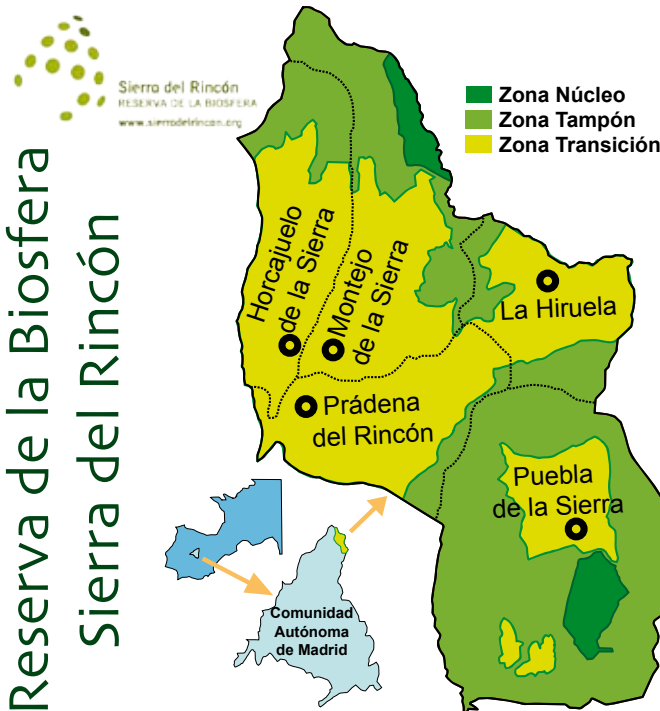 Sierra del Rincón
RESERVA DE LA BIOSFERA
www.sierradelrincon.org
Reserva de la Biosfera
Sierra del Rincón
Zona Núcleo
Zona Tampón
Zona Transición
Horcajuelo
de la Sierra
Montejo
de la Sierra
La Hiruela
Prádena
del Rincón
Puebla
de la Sierra
Comunidad
Autónoma
de Madrid